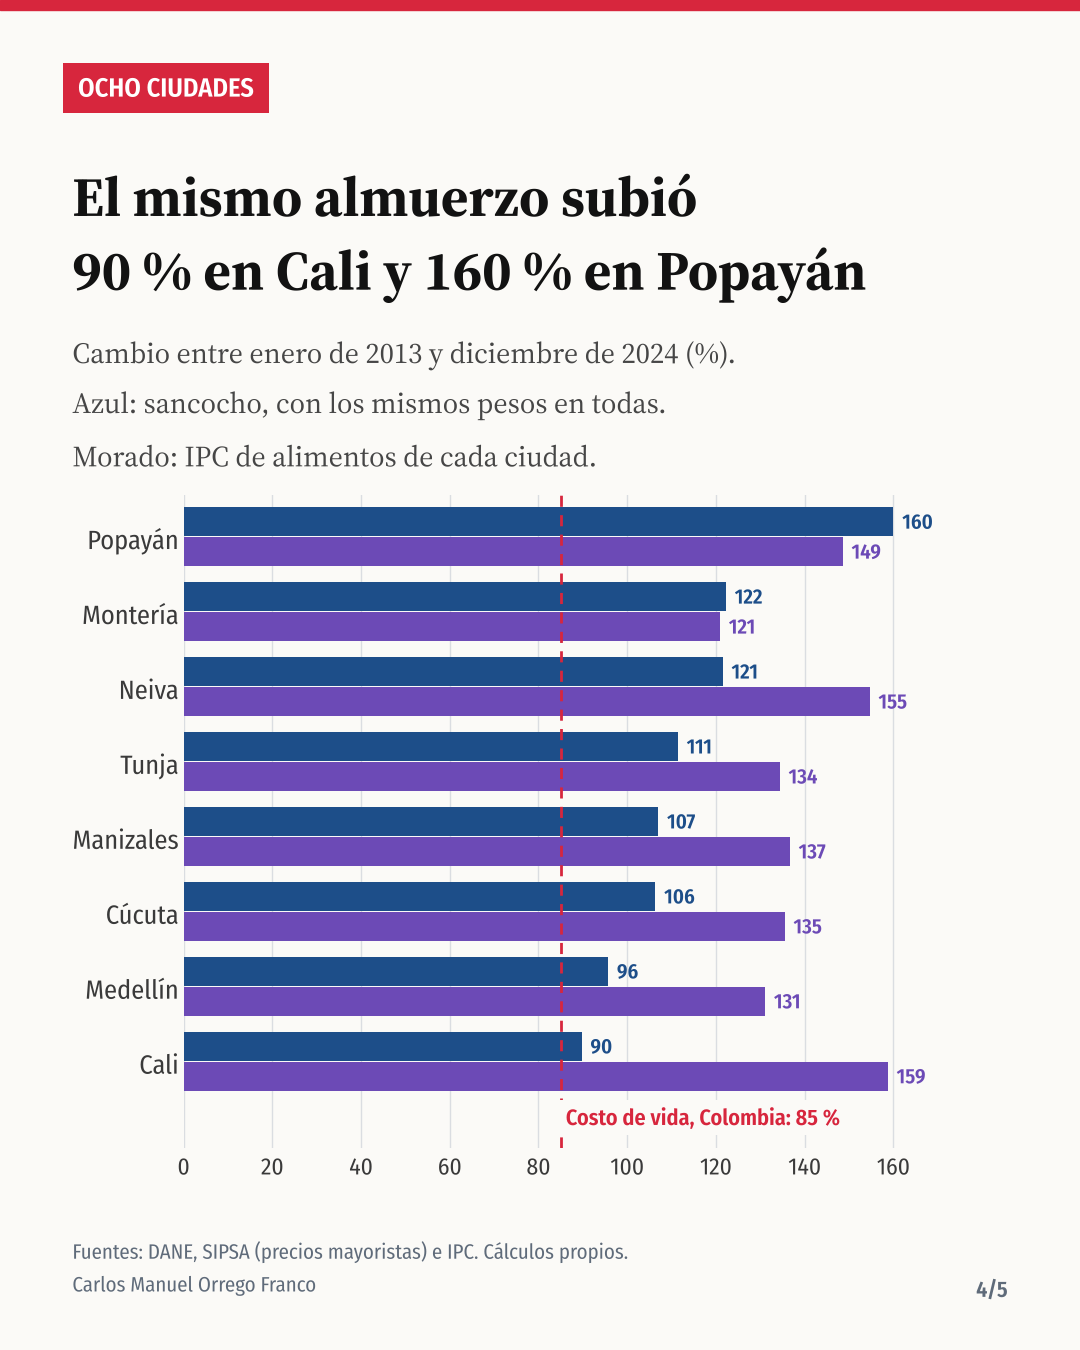 OCHO CIUDADES
El mismo almuerzo subió
90 % en Cali y 160 % en Popayán
Cambio entre enero de 2013 y diciembre de 2024 (%).
Azul: sancocho, con los mismos pesos en todas.
Morado: IPC de alimentos de cada ciudad.
Popayán
160
149
Montería
122
121
Neiva
121
155
Tunja
111
134
Manizales
107
137
Cúcuta
106
135
Medellín
96
131
Cali
90
159
Costo de vida, Colombia: 85 %
0 20 40 60 80 100 120 140 160
Fuentes: DANE, SIPSA (precios mayoristas) e IPC. Cálculos propios.
Carlos Manuel Orrego Franco
4/5